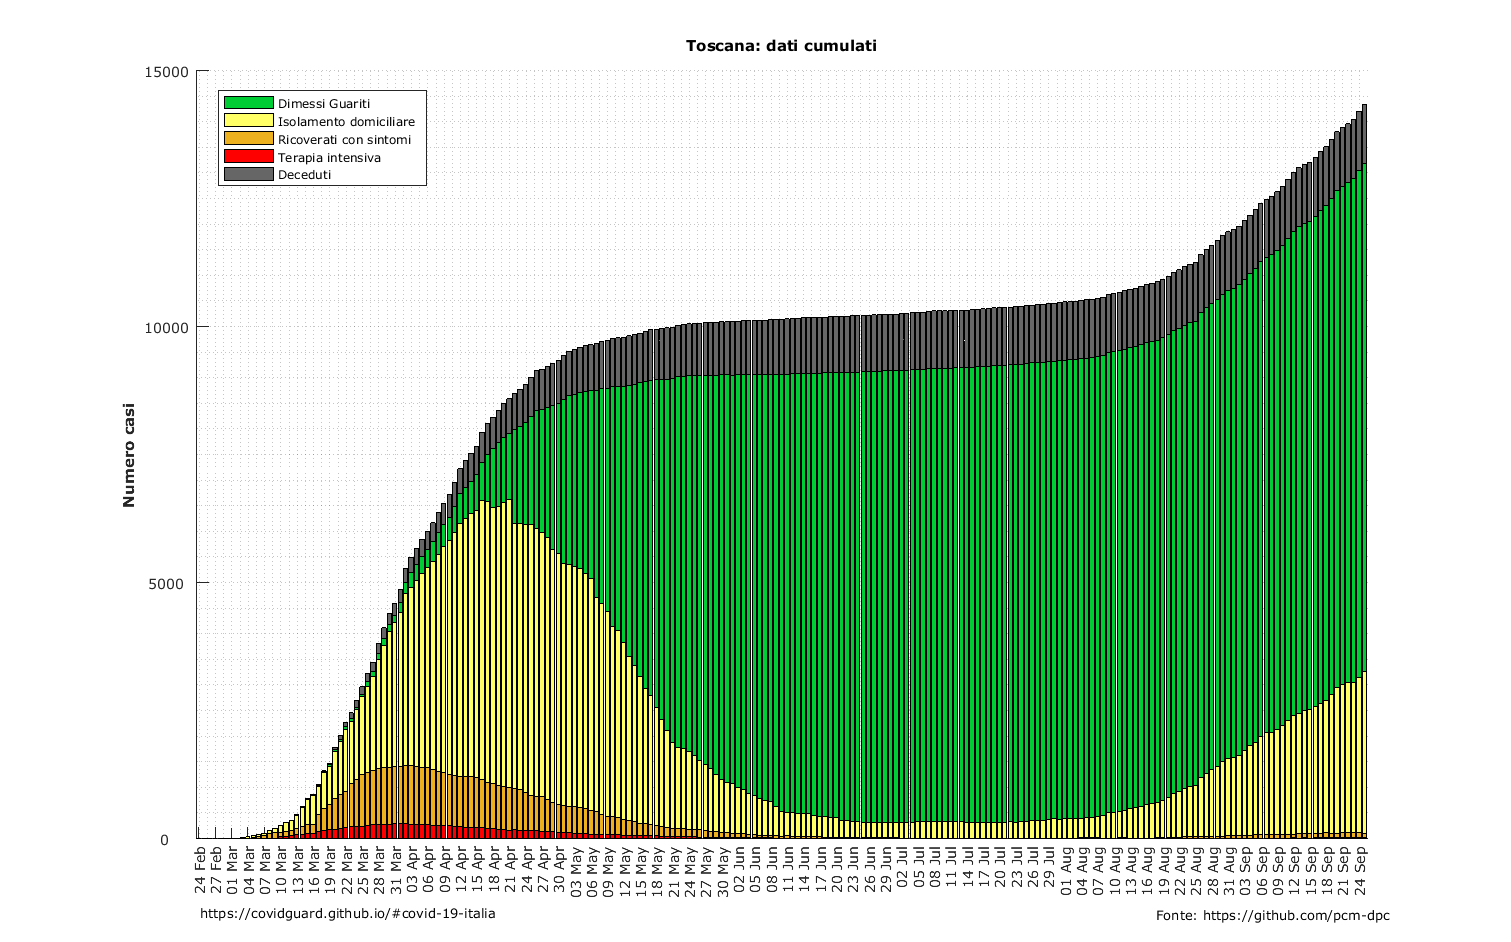 Toscana: dati cumulati
15000
10000
5000
0
Numero casi
Dimessi Guariti
Isolamento domiciliare
Ricoverati con sintomi
Terapia intensiva
Deceduti
24 Feb
27 Feb
01 Mar
04 Mar
07 Mar
10 Mar
13 Mar
16 Mar
19 Mar
22 Mar
25 Mar
28 Mar
31 Mar
03 Apr
06 Apr
09 Apr
12 Apr
15 Apr
18 Apr
21 Apr
24 Apr
27 Apr
30 Apr
03 May
06 May
09 May
12 May
15 May
18 May
21 May
24 May
27 May
30 May
02 Jun
05 Jun
08 Jun
11 Jun
14 Jun
17 Jun
20 Jun
23 Jun
26 Jun
29 Jun
02 Jul
05 Jul
08 Jul
11 Jul
14 Jul
17 Jul
20 Jul
23 Jul
26 Jul
29 Jul
01 Aug
04 Aug
07 Aug
10 Aug
13 Aug
16 Aug
19 Aug
22 Aug
25 Aug
28 Aug
31 Aug
03 Sep
06 Sep
09 Sep
12 Sep
15 Sep
18 Sep
21 Sep
24 Sep
https://covidguard.github.io/#covid-19-italia
Fonte: https://github.com/pcm-dpc